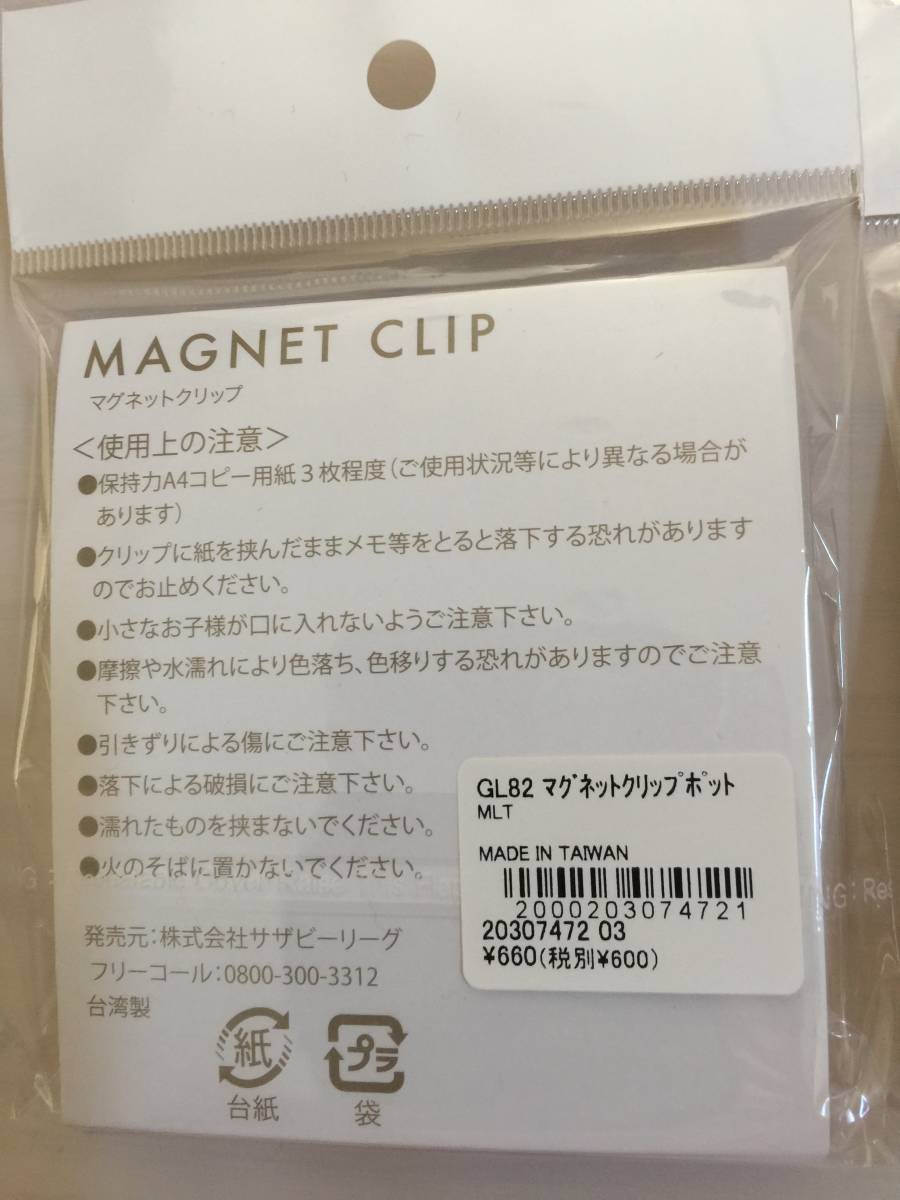 MAGNET CLIP
マグネットクリップ
＜使用上の注意＞
●保持力A4コピー用紙3枚程度(ご使用状況等により異なる場合が
あります)
●クリップに紙を挟んだままメモ等をとると落下する恐れがあります
のでお止めください。
●小さなお子様が口に入れないようご注意下さい。
●摩擦や水濡れにより色落ち、色移りする恐れがありますのでご注意
下さい。
●引きずりによる傷にご注意下さい。
●落下による破損にご注意下さい。
●濡れたものを挟まないでください。
●火のそばに置かないでください。
発売元:株式会社サザビーリーグ
フリーコール:0800-300-3312
台湾製
紙
台紙
プラ
袋
GL82 ﾏｸﾞﾈｯﾄｸﾘｯﾌﾟﾎﾟｯﾄ
MLT
MADE IN TAIWAN
2000203074721
20307472 03
¥660(税別¥600)
NG: Res